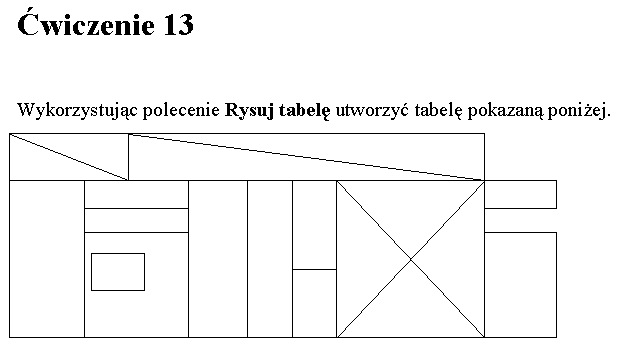 Ćwiczenie 13
Wykorzystując polecenie Rysuj tabelę utworzyć tabelę pokazaną poniżej.